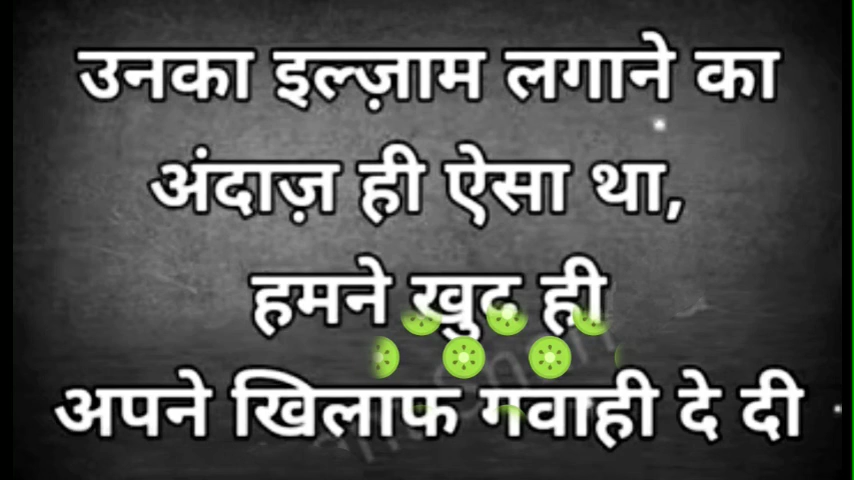 उनका इल्ज़ाम लगाने का
अंदाज़ ही ऐसा था,
हमने खुद ही
अपने खिलाफ गवाही दे दी